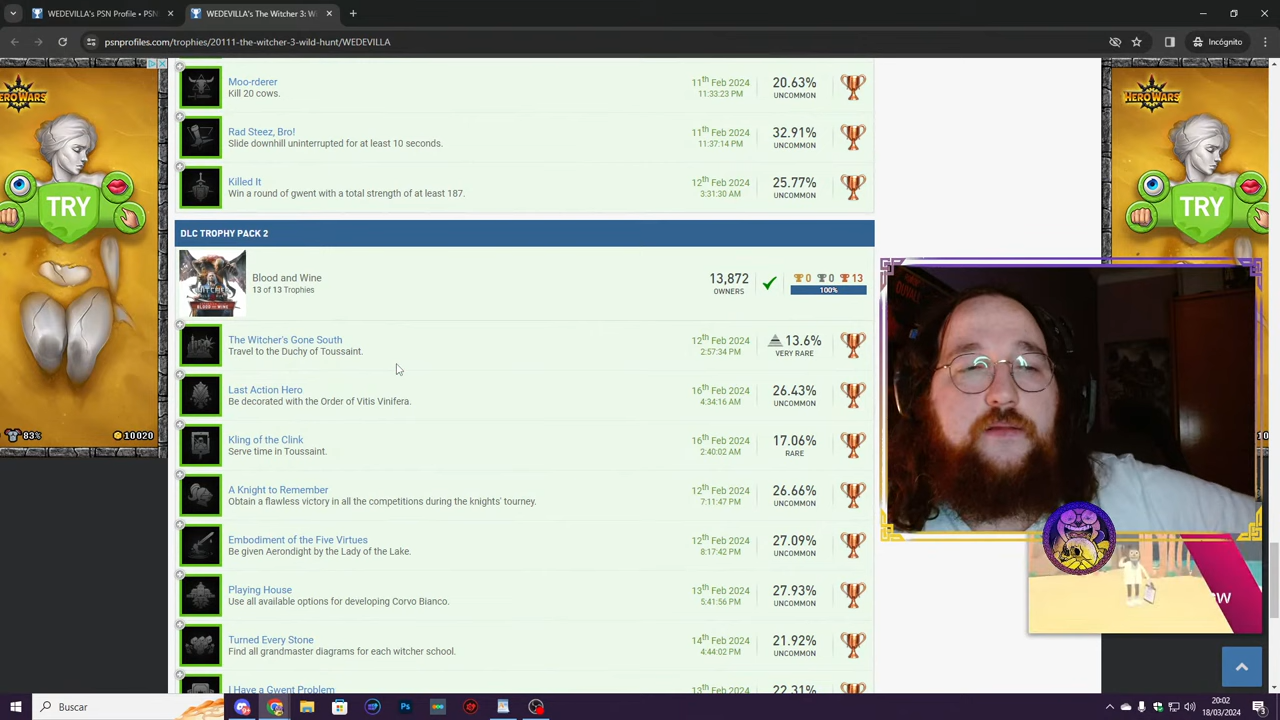 WEDEVILLA's PSN Profile • PSN
WEDEVILLA's The Witcher 3: W
psnprofiles.com/trophies/20111-the-witcher-3-wild-hunt/WEDEVILLA
Incógnito
HERO WARS
TRY
83%
10020
Moo-rderer
Kill 20 cows.
11th Feb 2024
11:33:23 PM
20.63%
UNCOMMON
Rad Steez, Bro!
Slide downhill uninterrupted for at least 10 seconds.
11th Feb 2024
11:37:14 PM
32.91%
UNCOMMON
Killed It
Win a round of gwent with a total strength of at least 187.
12th Feb 2024
3:31:30 AM
25.77%
UNCOMMON
DLC TROPHY PACK 2
Blood and Wine
13 of 13 Trophies
13,872
OWNERS
0 0 13
100%
The Witcher's Gone South
Travel to the Duchy of Toussaint.
12th Feb 2024
2:57:34 PM
13.6%
VERY RARE
Last Action Hero
Be decorated with the Order of Vitis Vinifera.
16th Feb 2024
4:34:16 AM
26.43%
UNCOMMON
Kling of the Clink
Serve time in Toussaint.
16th Feb 2024
2:40:02 AM
17.06%
RARE
A Knight to Remember
Obtain a flawless victory in all the competitions during the knights' tourney.
12th Feb 2024
7:11:47 PM
26.66%
UNCOMMON
Embodiment of the Five Virtues
Be given Aerondight by the Lady of the Lake.
12th Feb 2024
8:17:42 PM
27.09%
UNCOMMON
Playing House
Use all available options for developing Corvo Bianco.
13th Feb 2024
5:41:56 PM
27.93%
UNCOMMON
Turned Every Stone
Find all grandmaster diagrams for each witcher school.
14th Feb 2024
4:44:02 PM
21.92%
UNCOMMON
I Have a Gwent Problem
13th Feb 2024
22.31%
HERO WARS
TRY
Buscar
20:02
18/03/2024